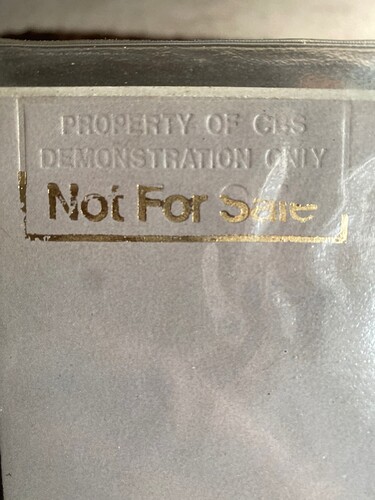 PROPERTY OF CBS
DEMONSTRATION ONLY
Not For Sale